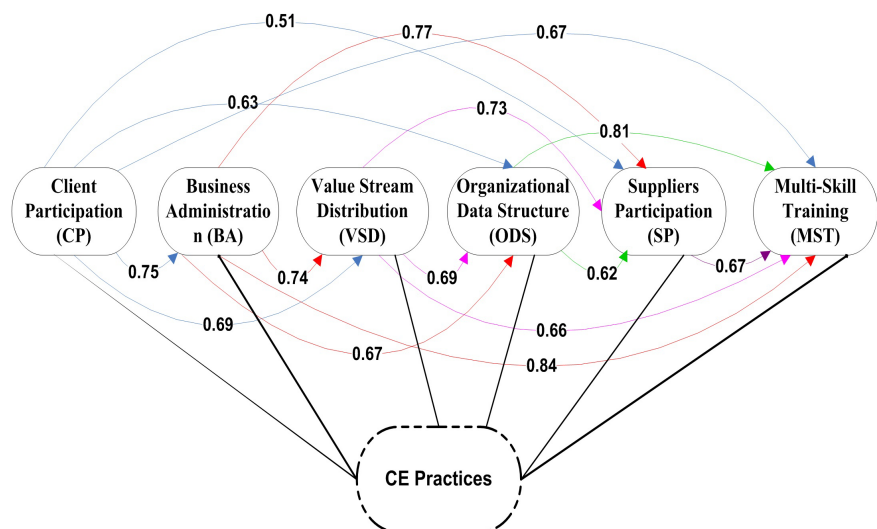 0.51
0.77
0.67
0.63
0.73
0.81
Client
Participation
(CP)
Business
Administratio
n (BA)
Value Stream
Distribution
(VSD)
Organizational
Data Structure
(ODS)
Suppliers
Participation
(SP)
Multi-Skill
Training
(MST)
0.75
0.74
0.69
0.62
0.67
0.69
0.67
0.66
0.84
CE Practices